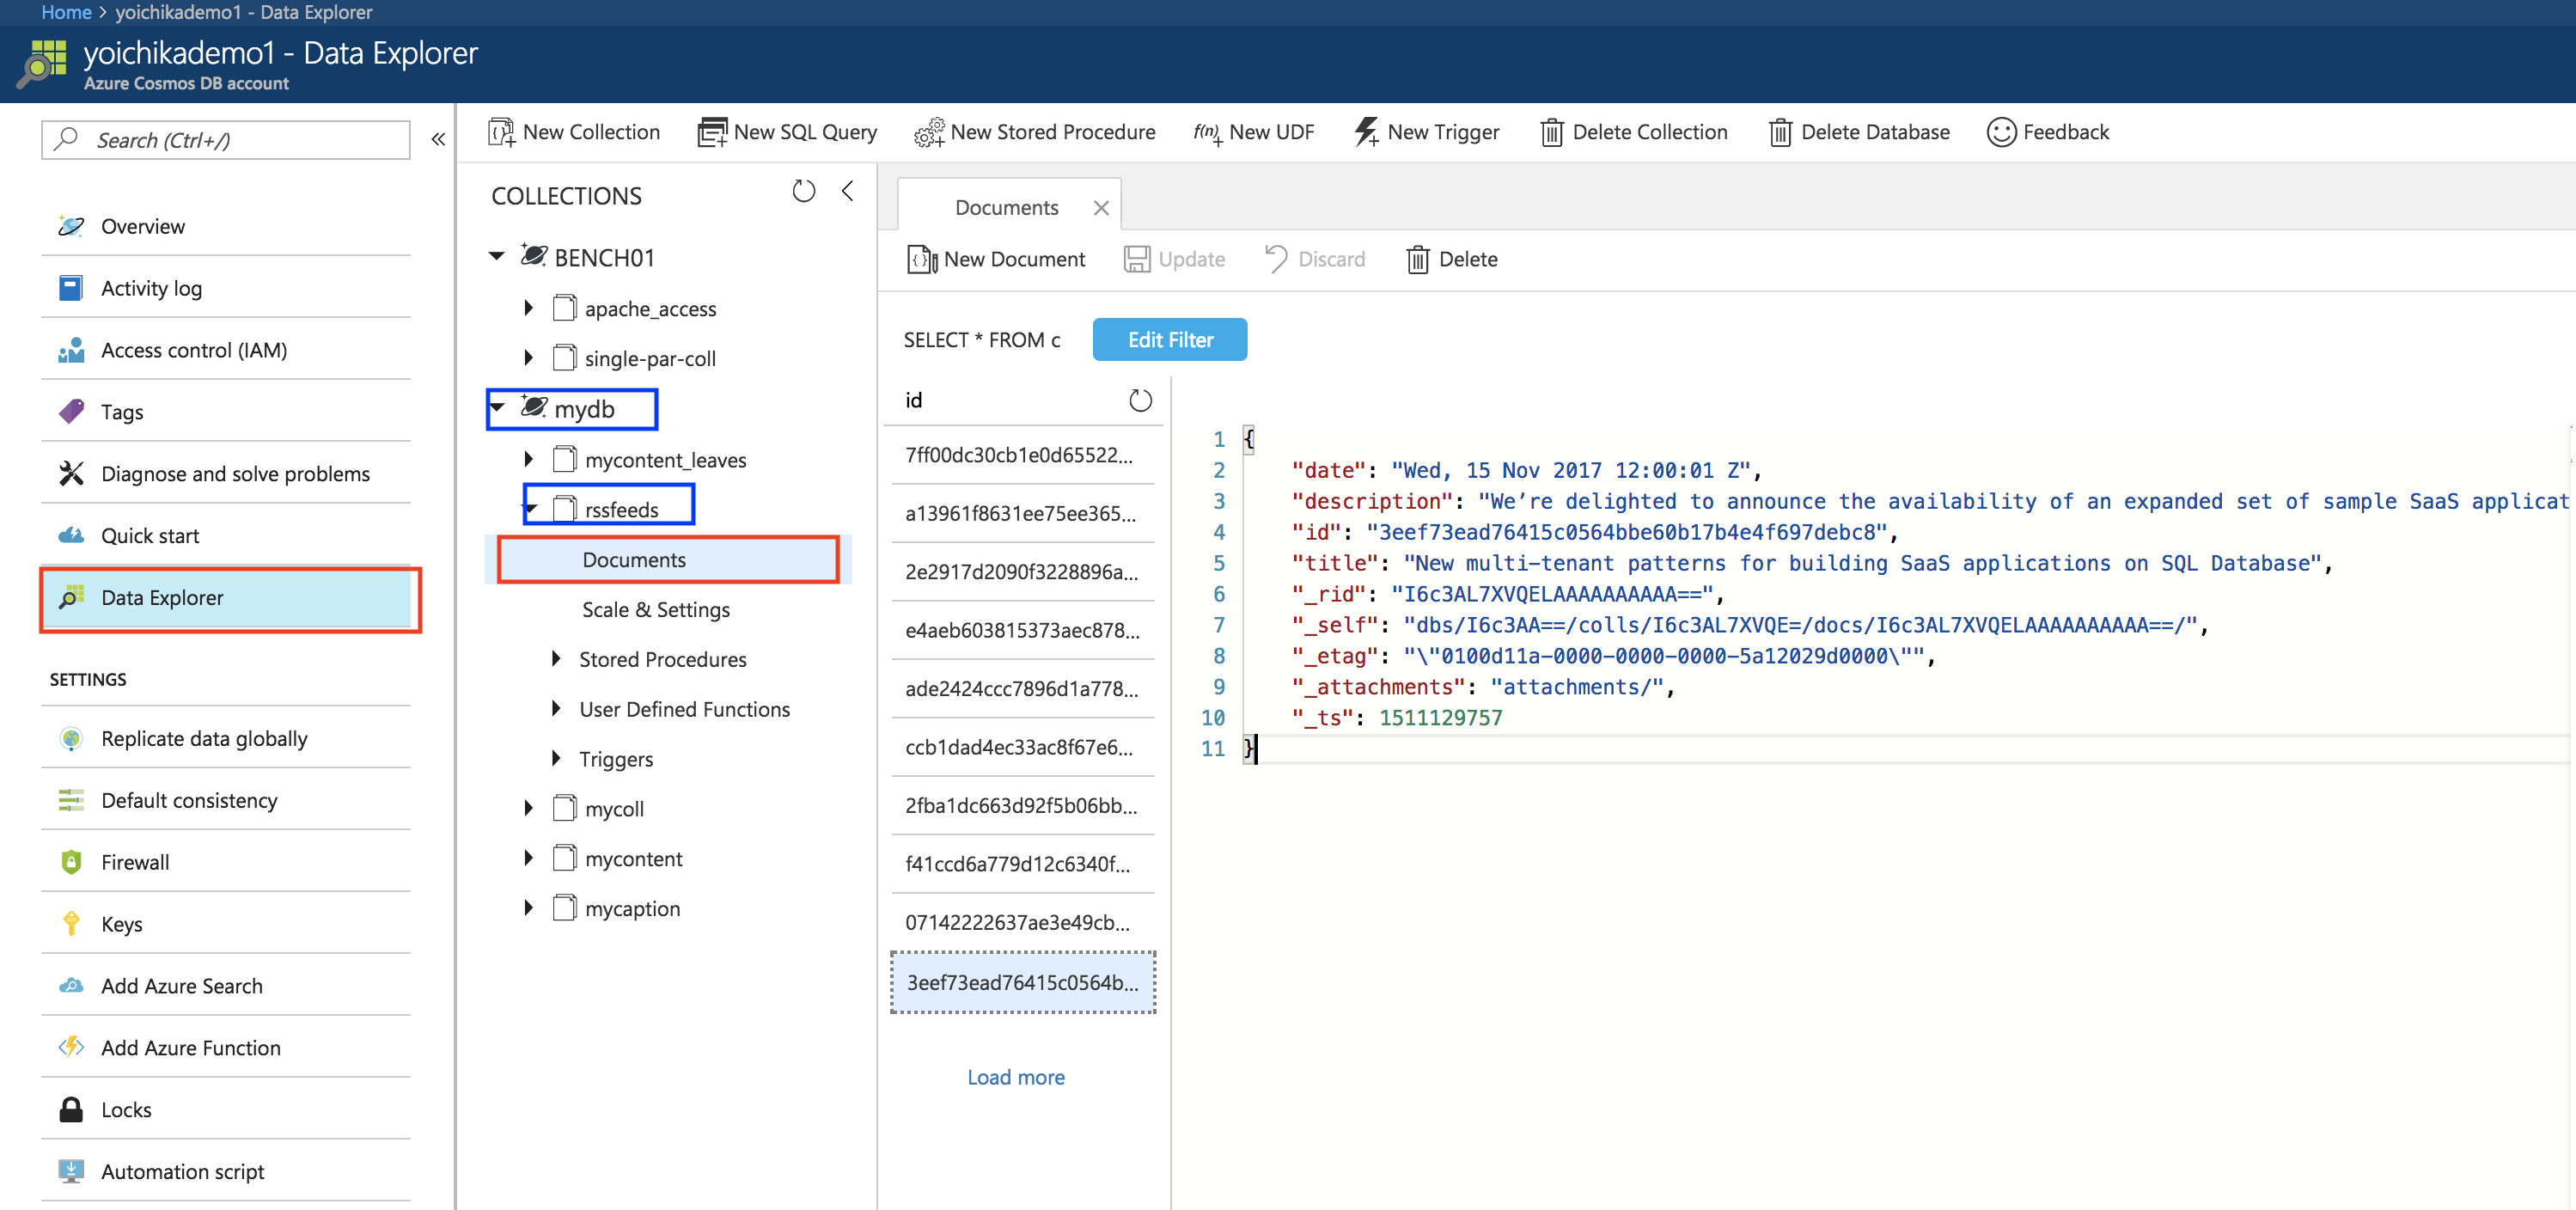 Home > yoichikademo1 - Data Explorer
yoichikademo1 - Data Explorer
Azure Cosmos DB account
Search (Ctrl+/)
«
Overview
Activity log
Access control (IAM)
Tags
Diagnose and solve problems
Quick start
Data Explorer
SETTINGS
Replicate data globally
Default consistency
Firewall
Keys
Add Azure Search
Add Azure Function
Locks
Automation script
New Collection
New SQL Query
New Stored Procedure
f(n) New UDF
New Trigger
Delete Collection
Delete Database
Feedback
COLLECTIONS
BENCH01
apache_access
single-par-coll
mydb
mycontent_leaves
rssfeeds
Documents
Scale & Settings
Stored Procedures
User Defined Functions
Triggers
mycoll
mycontent
mycaption
Documents
New Document
Update
Discard
Delete
SELECT * FROM c
Edit Filter
id
7ff00dc30cb1e0d65522...
a13961f8631ee75ee365...
2e2917d2090f3228896a...
e4aeb603815373aec878...
ade2424ccc7896d1a778...
ccb1dad4ec33ac8f67e6...
2fba1dc663d92f5b06bb...
f41ccd6a779d12c6340f...
07142222637ae3e49cb...
3eef73ead76415c0564b...
Load more
1 {
2 "date": "Wed, 15 Nov 2017 12:00:01 Z",
3 "description": "We’re delighted to announce the availability of an expanded set of sample SaaS applicat
4 "id": "3eef73ead76415c0564bbe60b17b4e4f697debc8",
5 "title": "New multi-tenant patterns for building SaaS applications on SQL Database",
6 "_rid": "I6c3AL7XVQELAAAAAAAAAA==",
7 "_self": "dbs/I6c3AA==/colls/I6c3AL7XVQE=/docs/I6c3AL7XVQELAAAAAAAAAA==/",
8 "_etag": "\"0100d11a-0000-0000-0000-5a12029d0000\"",
9 "_attachments": "attachments/",
10 "_ts": 1511129757
11 }